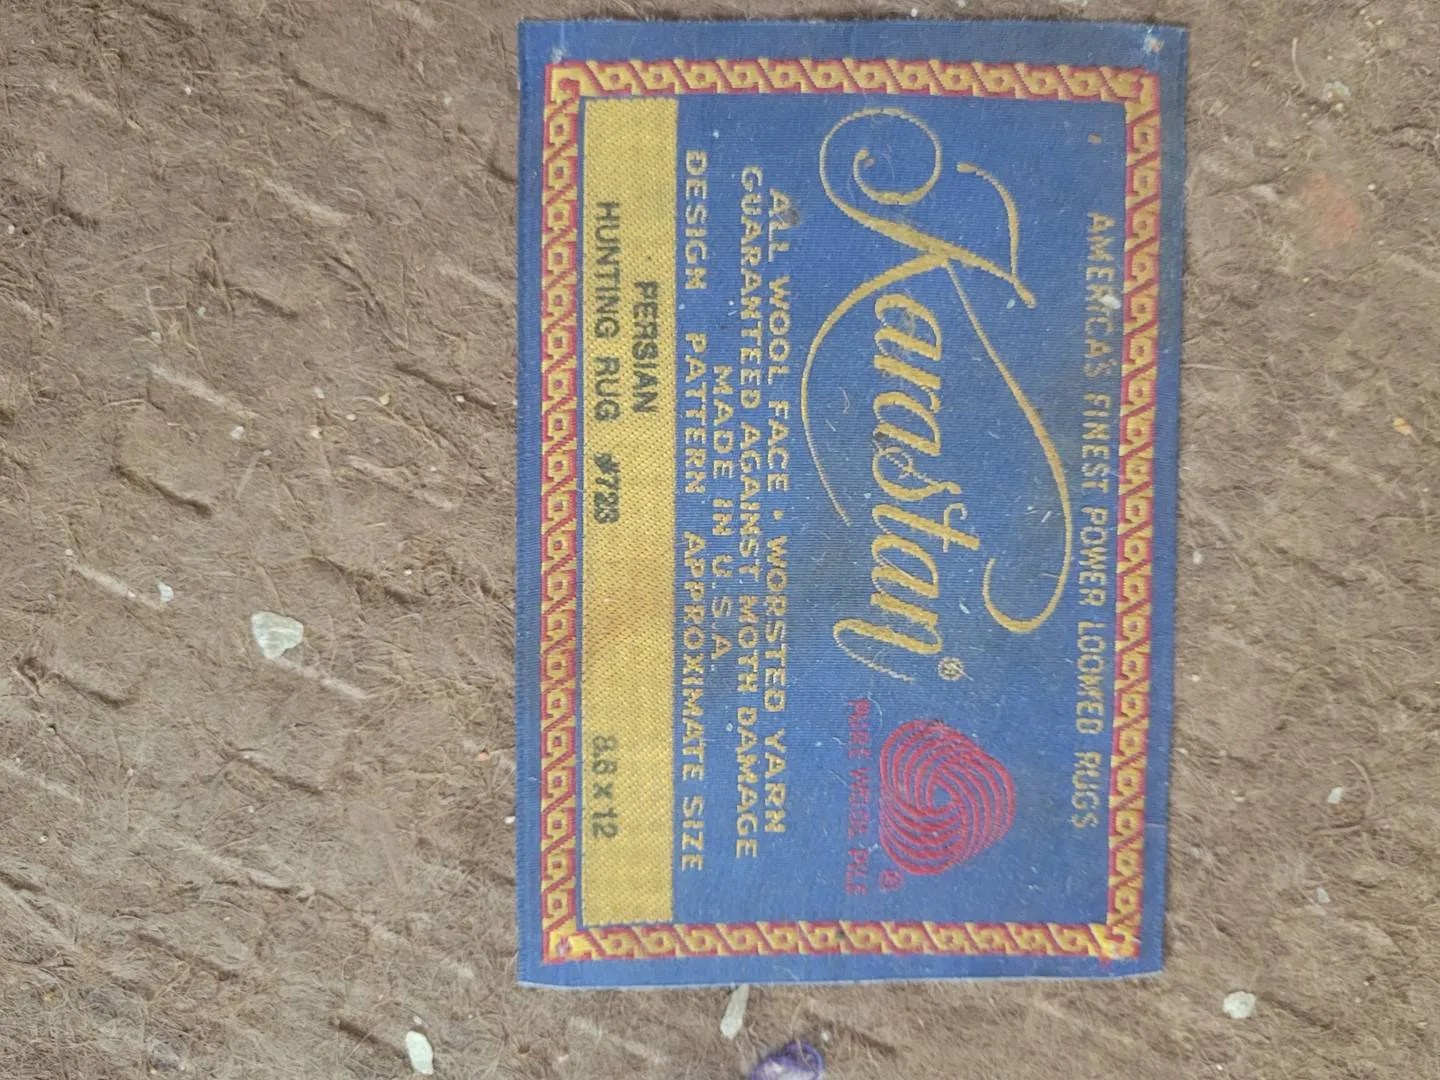 AMERICA'S FINEST POWER LOOMED RUGS
Karastan®
PURE WOOL PILE
ALL WOOL FACE • WORSTED YARN
GUARANTEED AGAINST MOTH DAMAGE
MADE IN U.S.A.
DESIGN PATTERN APPROXIMATE SIZE
PERSIAN
HUNTING RUG #728 8.8 x 12